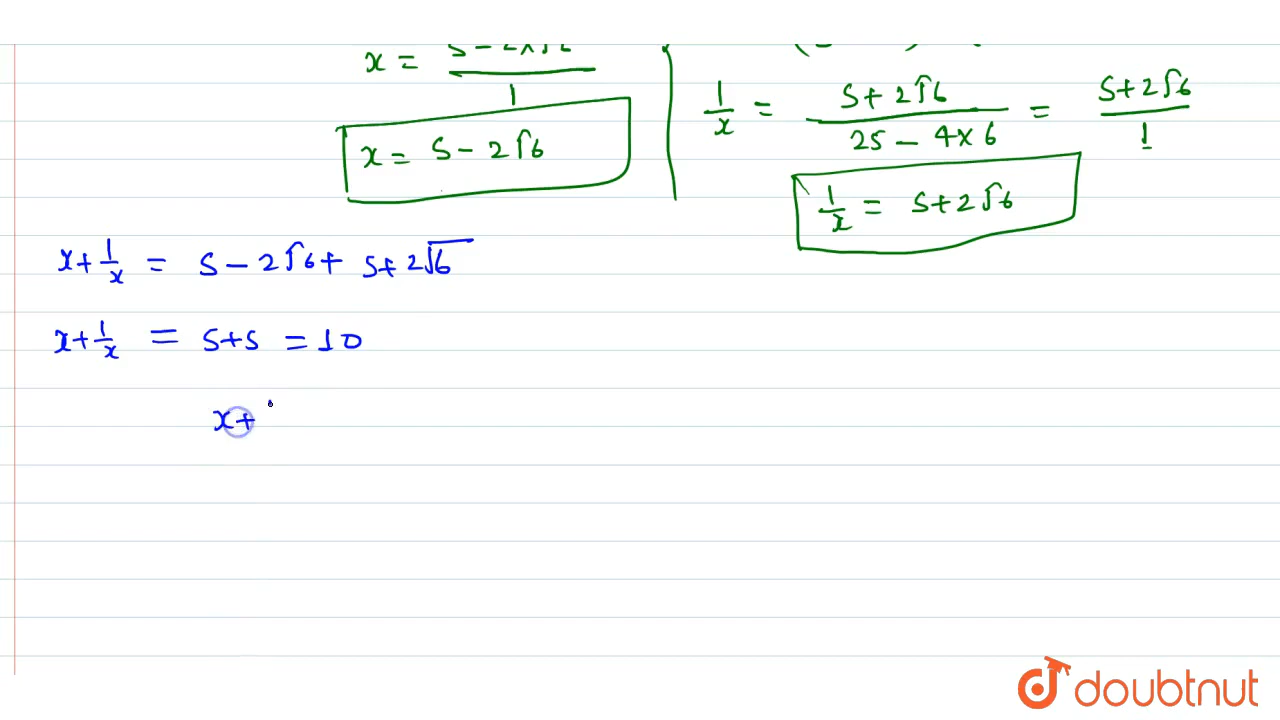 x =
1
x = 5 - 2√6
1/x = 5 + 2√6 / 25 - 4×6 = 5 + 2√6 / 1
1/x = 5 + 2√6
x + 1/x = 5 - 2√6 + 5 + 2√6
x + 1/x = 5 + 5 = 10
x +
doubtnut